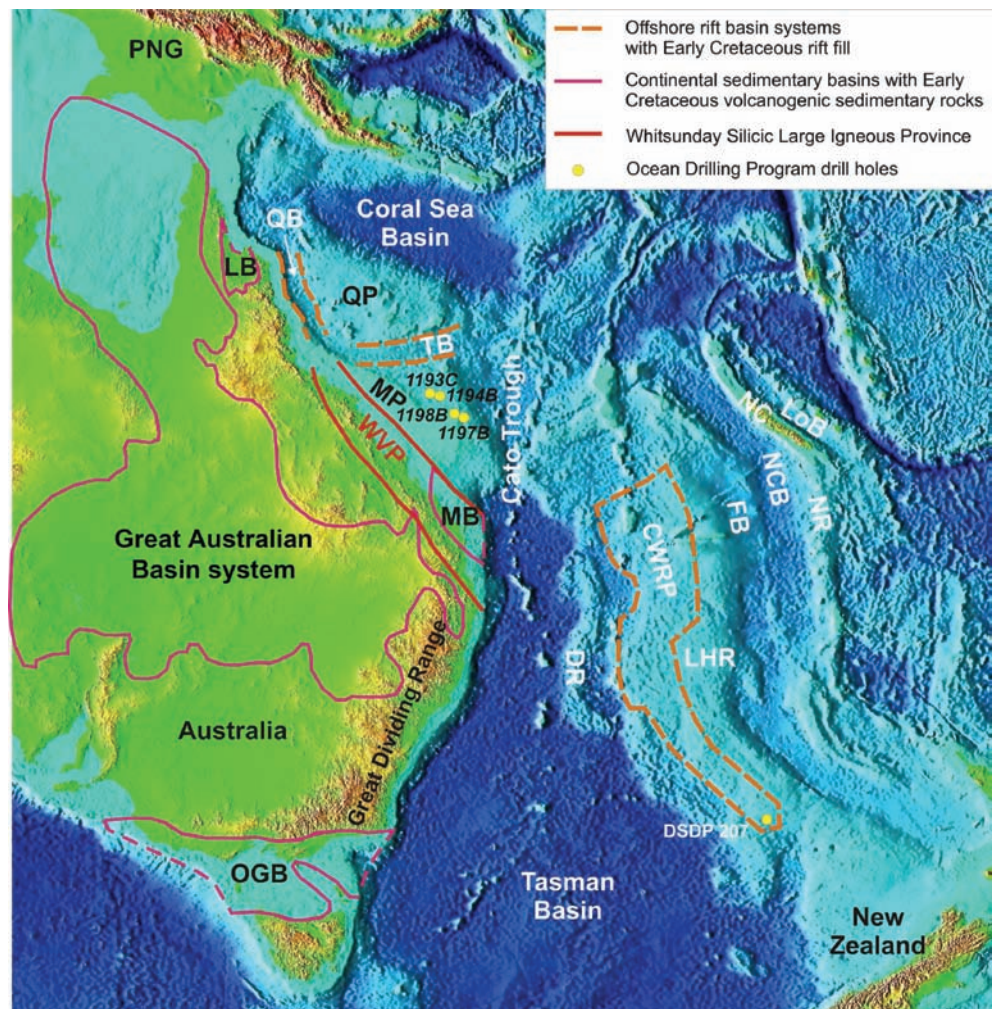 PNG
Offshore rift basin systems
with Early Cretaceous rift fill
Continental sedimentary basins with Early
Cretaceous volcanogenic sedimentary rocks
Whitsunday Silicic Large Igneous Province
Ocean Drilling Program drill holes
Coral Sea
Basin
QB
LB
QP
TB
MP
1193C
1194B
1198B
1197B
WVP
Cato Trough
MB
NC
LoB
NCB
NR
FB
CWRP
LHR
DR
Great Australian
Basin system
Great Dividing Range
Australia
OGB
DSDP 207
Tasman
Basin
New
Zealand